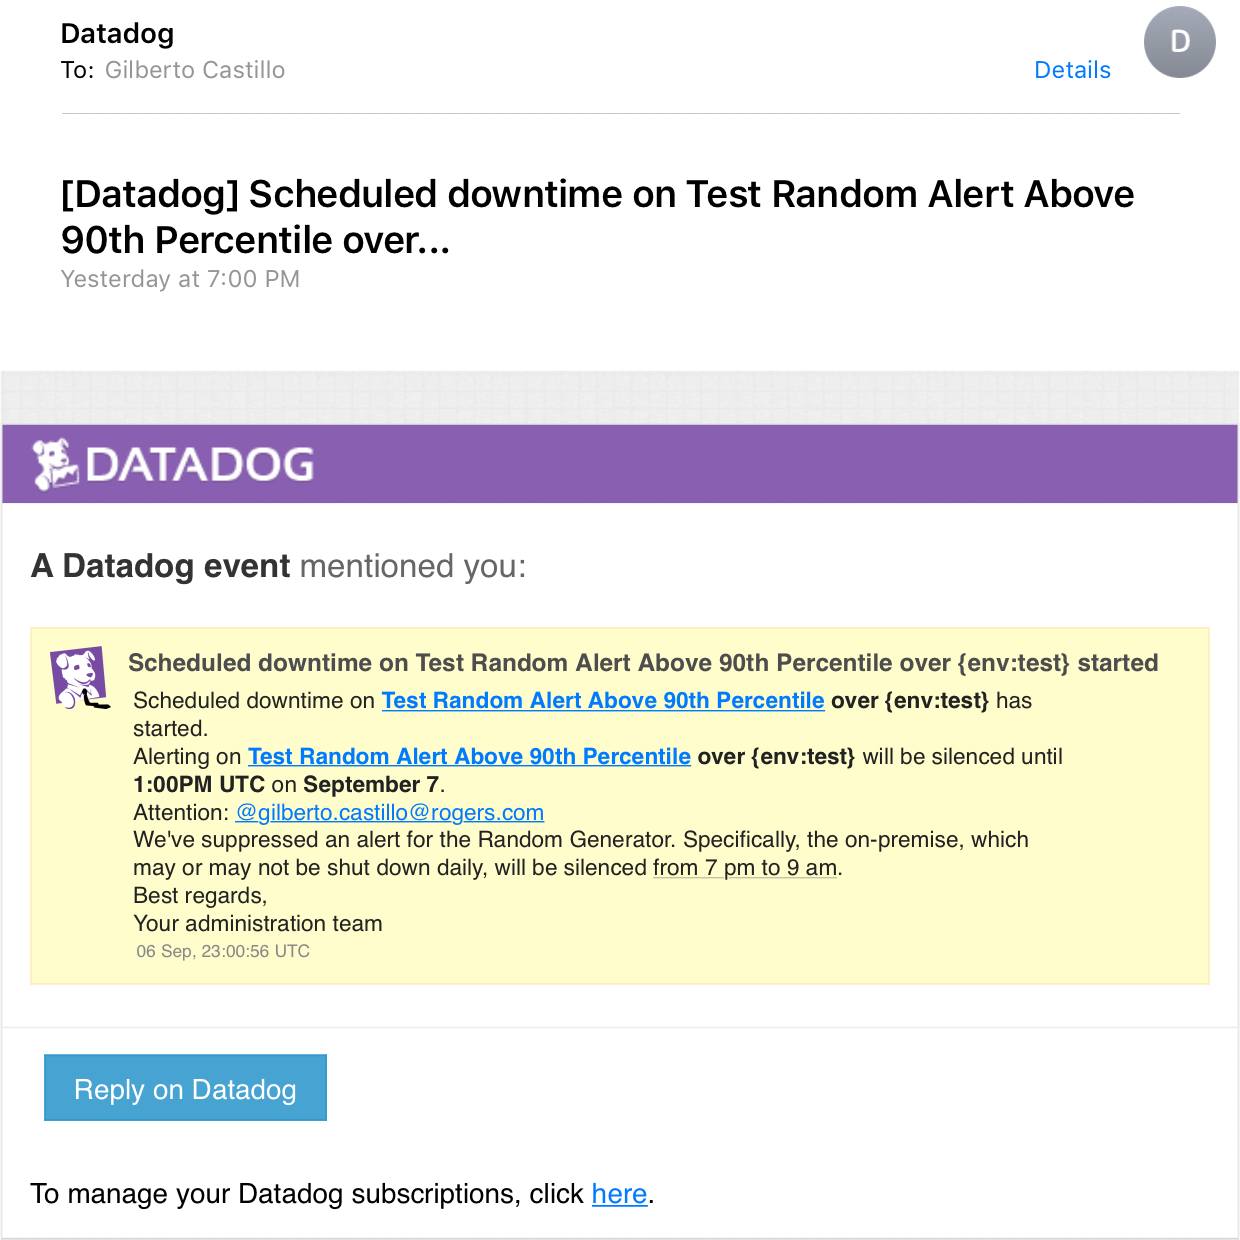 Datadog
To: Gilberto Castillo
Details
D
[Datadog] Scheduled downtime on Test Random Alert Above
90th Percentile over...
Yesterday at 7:00 PM
DATADOG
A Datadog event mentioned you:
Scheduled downtime on Test Random Alert Above 90th Percentile over {env:test} started
Scheduled downtime on Test Random Alert Above 90th Percentile over {env:test} has
started.
Alerting on Test Random Alert Above 90th Percentile over {env:test} will be silenced until
1:00PM UTC on September 7.
Attention: @gilberto.castillo@rogers.com
We've suppressed an alert for the Random Generator. Specifically, the on-premise, which
may or may not be shut down daily, will be silenced from 7 pm to 9 am.
Best regards,
Your administration team
06 Sep, 23:00:56 UTC
Reply on Datadog
To manage your Datadog subscriptions, click here.